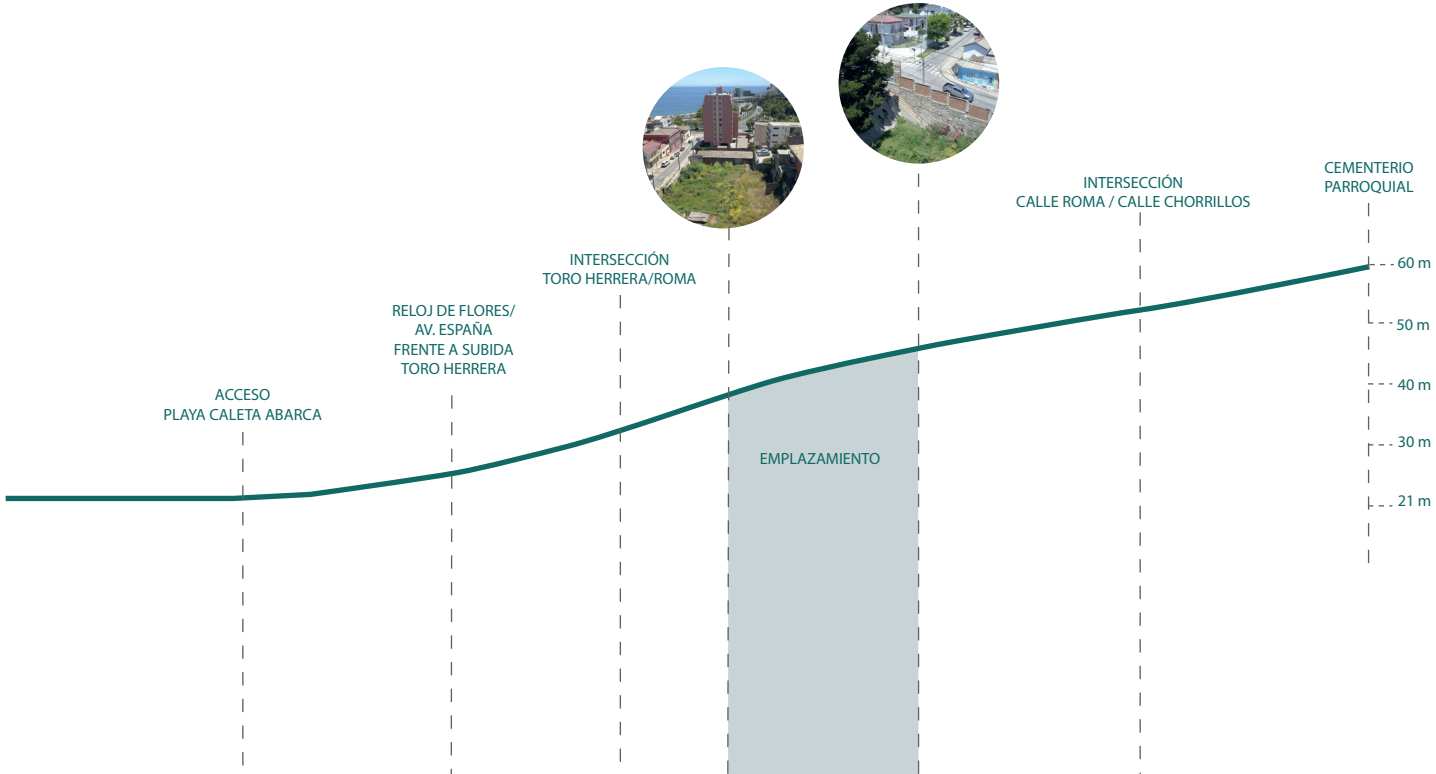 CEMENTERIO
PARROQUIAL
INTERSECCIÓN
CALLE ROMA / CALLE CHORRILLOS
INTERSECCIÓN
TORO HERRERA/ROMA
RELOJ DE FLORES/
AV. ESPAÑA
FRENTE A SUBIDA
TORO HERRERA
ACCESO
PLAYA CALETA ABARCA
EMPLAZAMIENTO
60 m
50 m
40 m
30 m
21 m